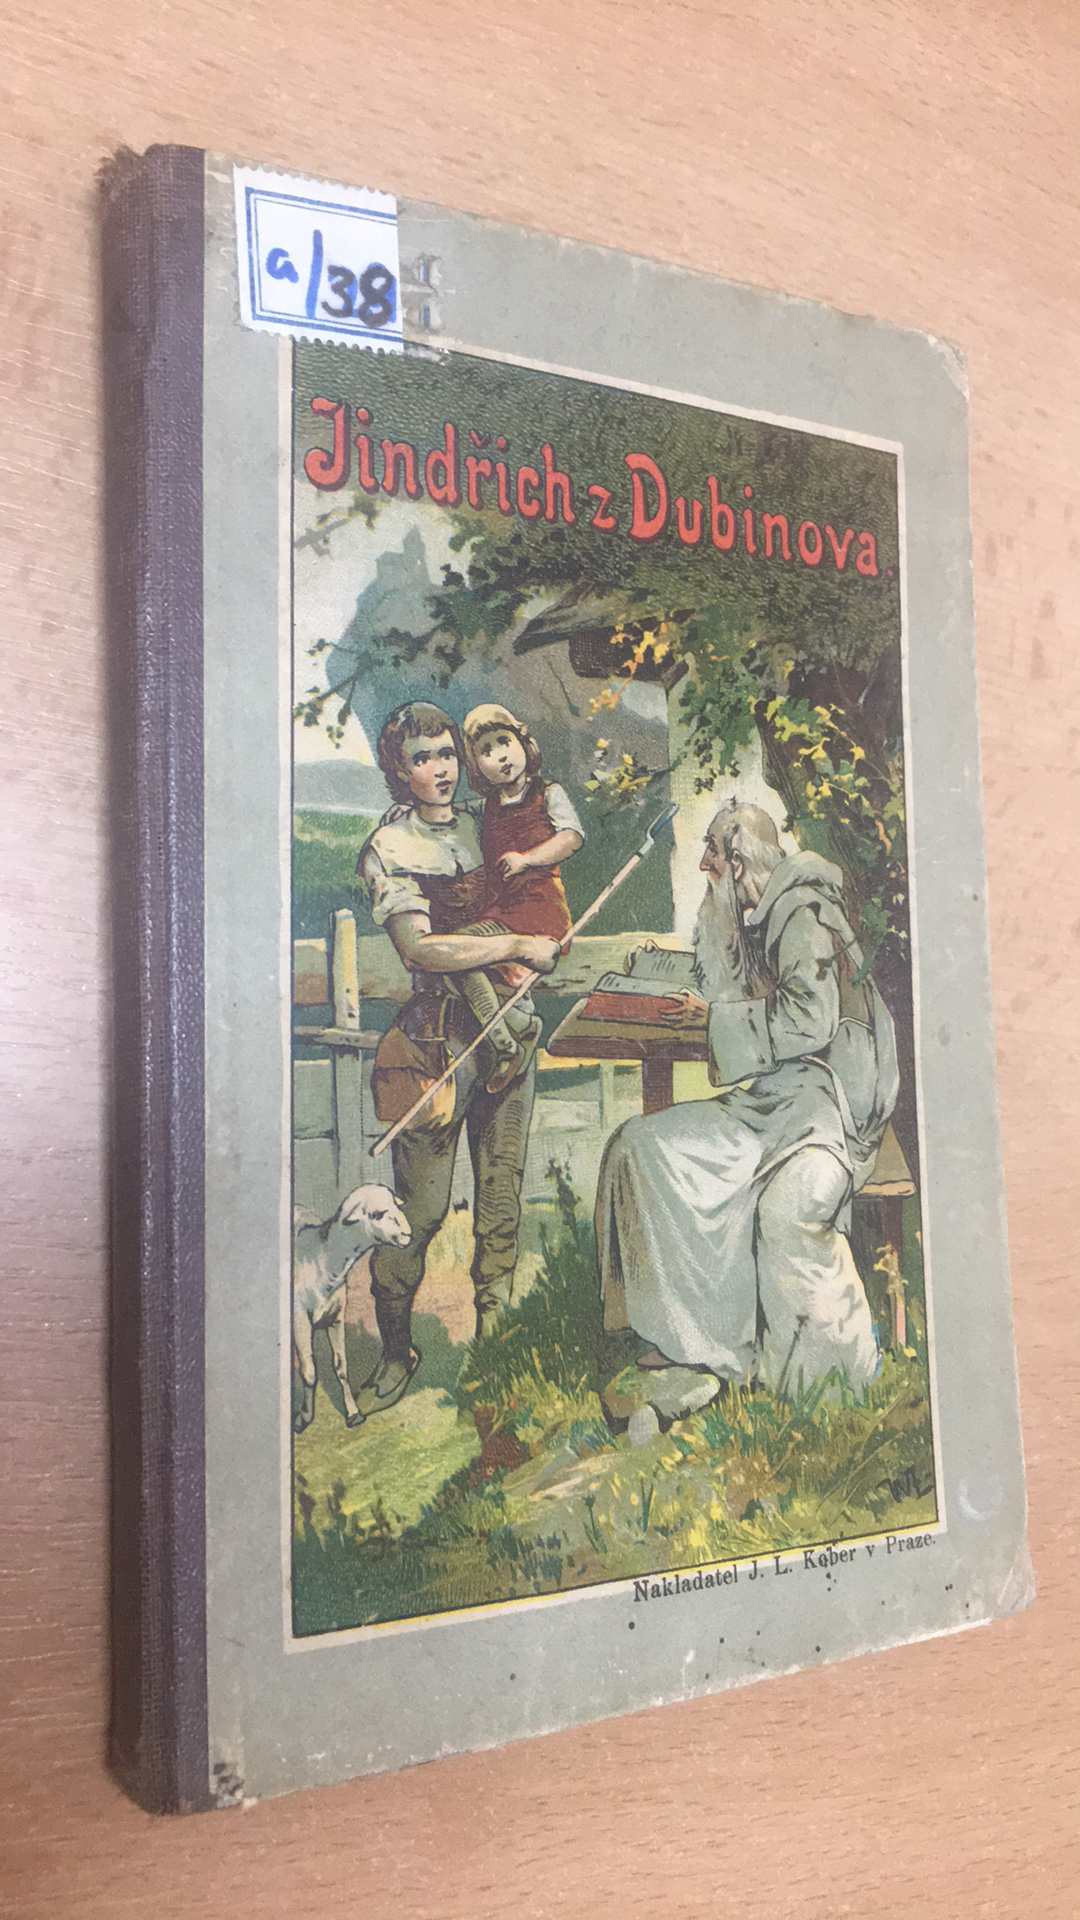 a/38
Jindřich z Dubinova.
Nakladatel J. L. Kober v Praze.